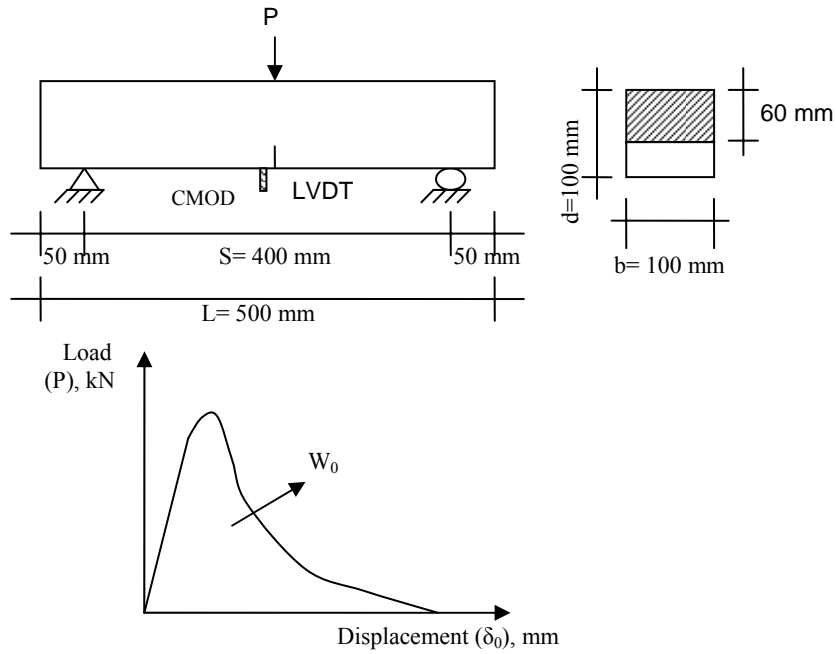 P
60 mm
d=100 mm
CMOD
LVDT
50 mm
S= 400 mm
50 mm
b= 100 mm
L= 500 mm
Load
(P), kN
W₀
Displacement (δ₀), mm